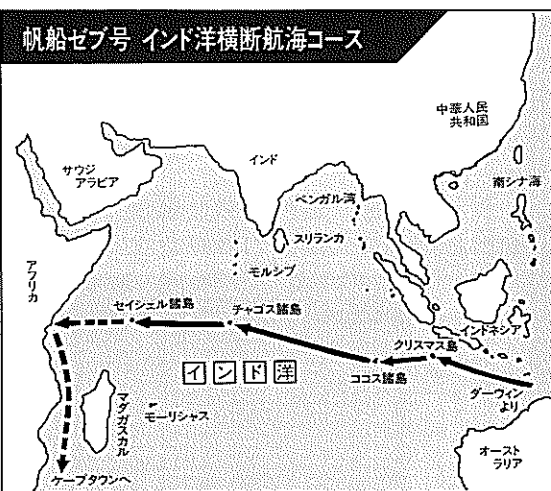 帆船ゼブ号 インド洋横断航海コース
中華人民
共和国
サウジ
アラビア
インド
南シナ海
ベンガル湾
スリランカ
アフリカ
モルジブ
セイシェル諸島
チャゴス諸島
インドネシア
クリスマス島
インド洋
ココス諸島
ダーウィン
より
マダガスカル
モーリシャス
オースト
ラリア
ケープタウンへ